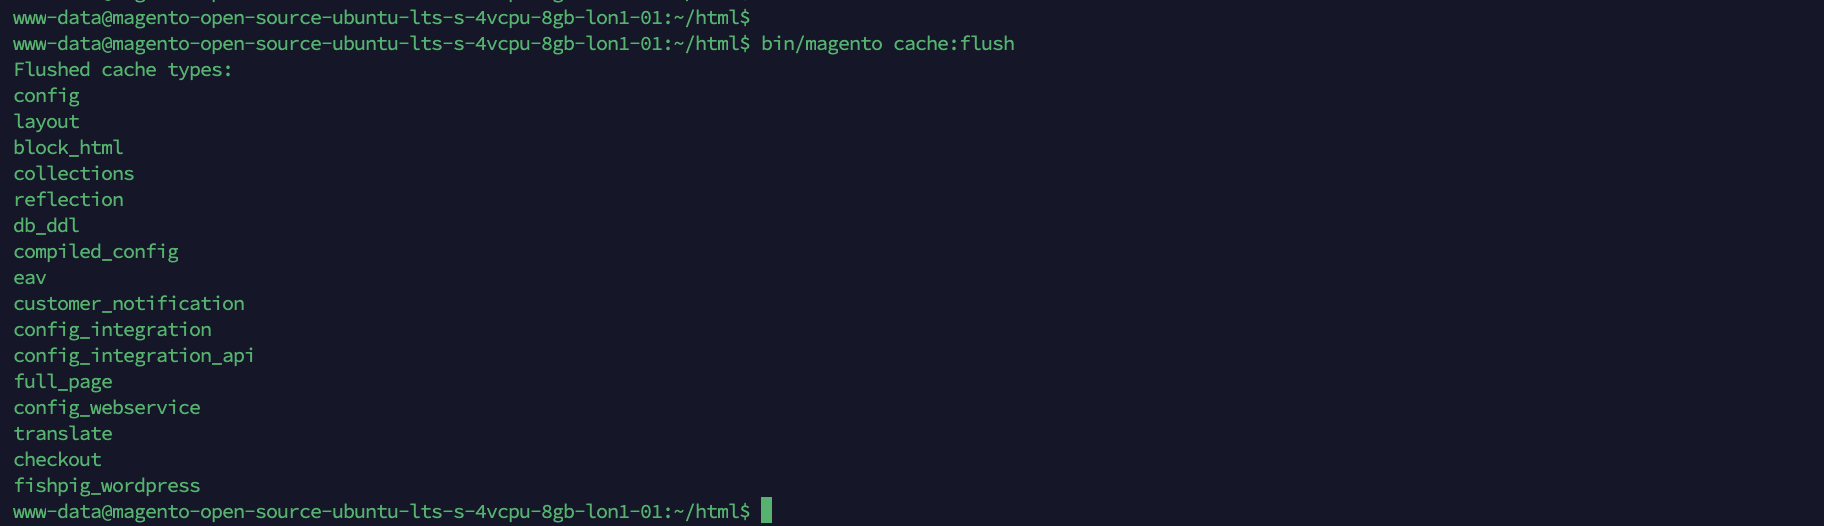 www-data@magento-open-source-ubuntu-lts-s-4vcpu-8gb-lon1-01:~/html$
www-data@magento-open-source-ubuntu-lts-s-4vcpu-8gb-lon1-01:~/html$ bin/magento cache:flush
Flushed cache types:
config
layout
block_html
collections
reflection
db_ddl
compiled_config
eav
customer_notification
config_integration
config_integration_api
full_page
config_webservice
translate
checkout
fishpig_wordpress
www-data@magento-open-source-ubuntu-lts-s-4vcpu-8gb-lon1-01:~/html$